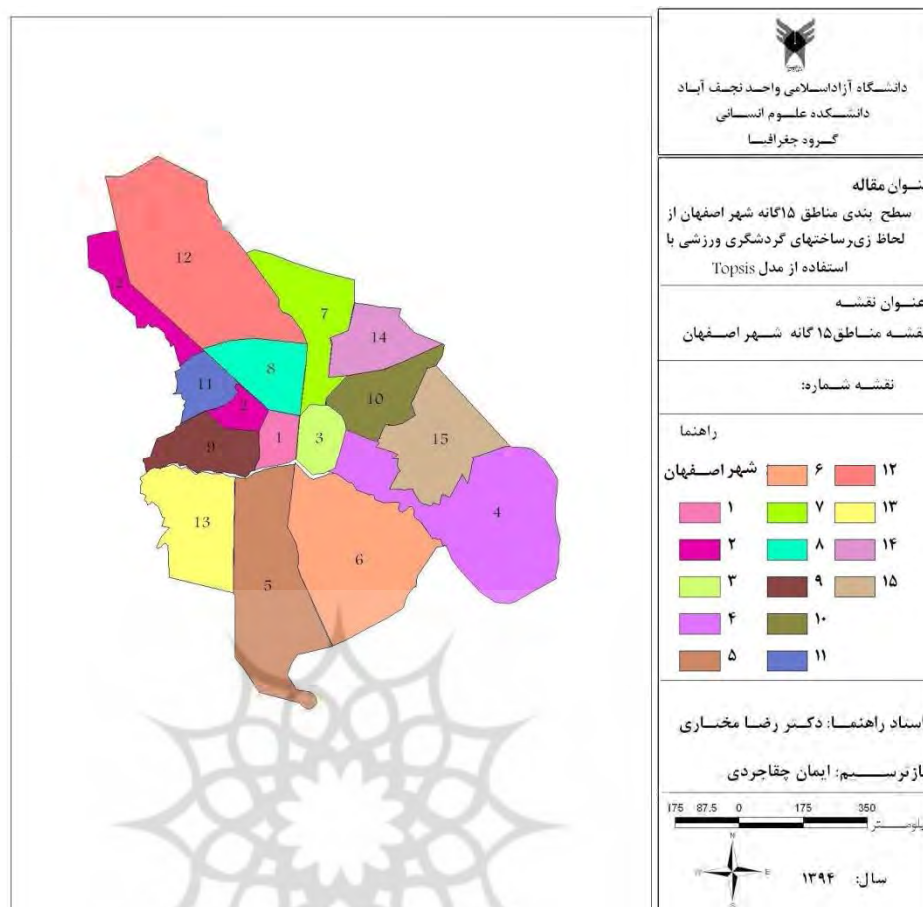 12
2
7
14
8
11
10
2
1
3
15
9
4
13
6
5
دانشگاه آزاد اسلامی واحد نجف آباد
دانشکده علوم انسانی
گروه جغرافیا
عنوان مقاله
سطح بندی مناطق ۱۵گانه شهر اصفهان از
لحاظ زیرساختهای گردشگری ورزشی با
استفاده از مدل Topsis
عنوان نقشه
نقشه مناطق ۱۵ گانه شهر اصفهان
نقشه شماره:
راهنما
شهر اصفهان
۱
۲
۳
۴
۵
۶
۷
۸
۹
۱۰
۱۱
۱۲
۱۳
۱۴
۱۵
استاد راهنما: دکتر رضا مختاری
بازترسیم: ایمان چقاجردی
175 87.5 0 175 350
N
W E
S
سال: ۱۳۹۴